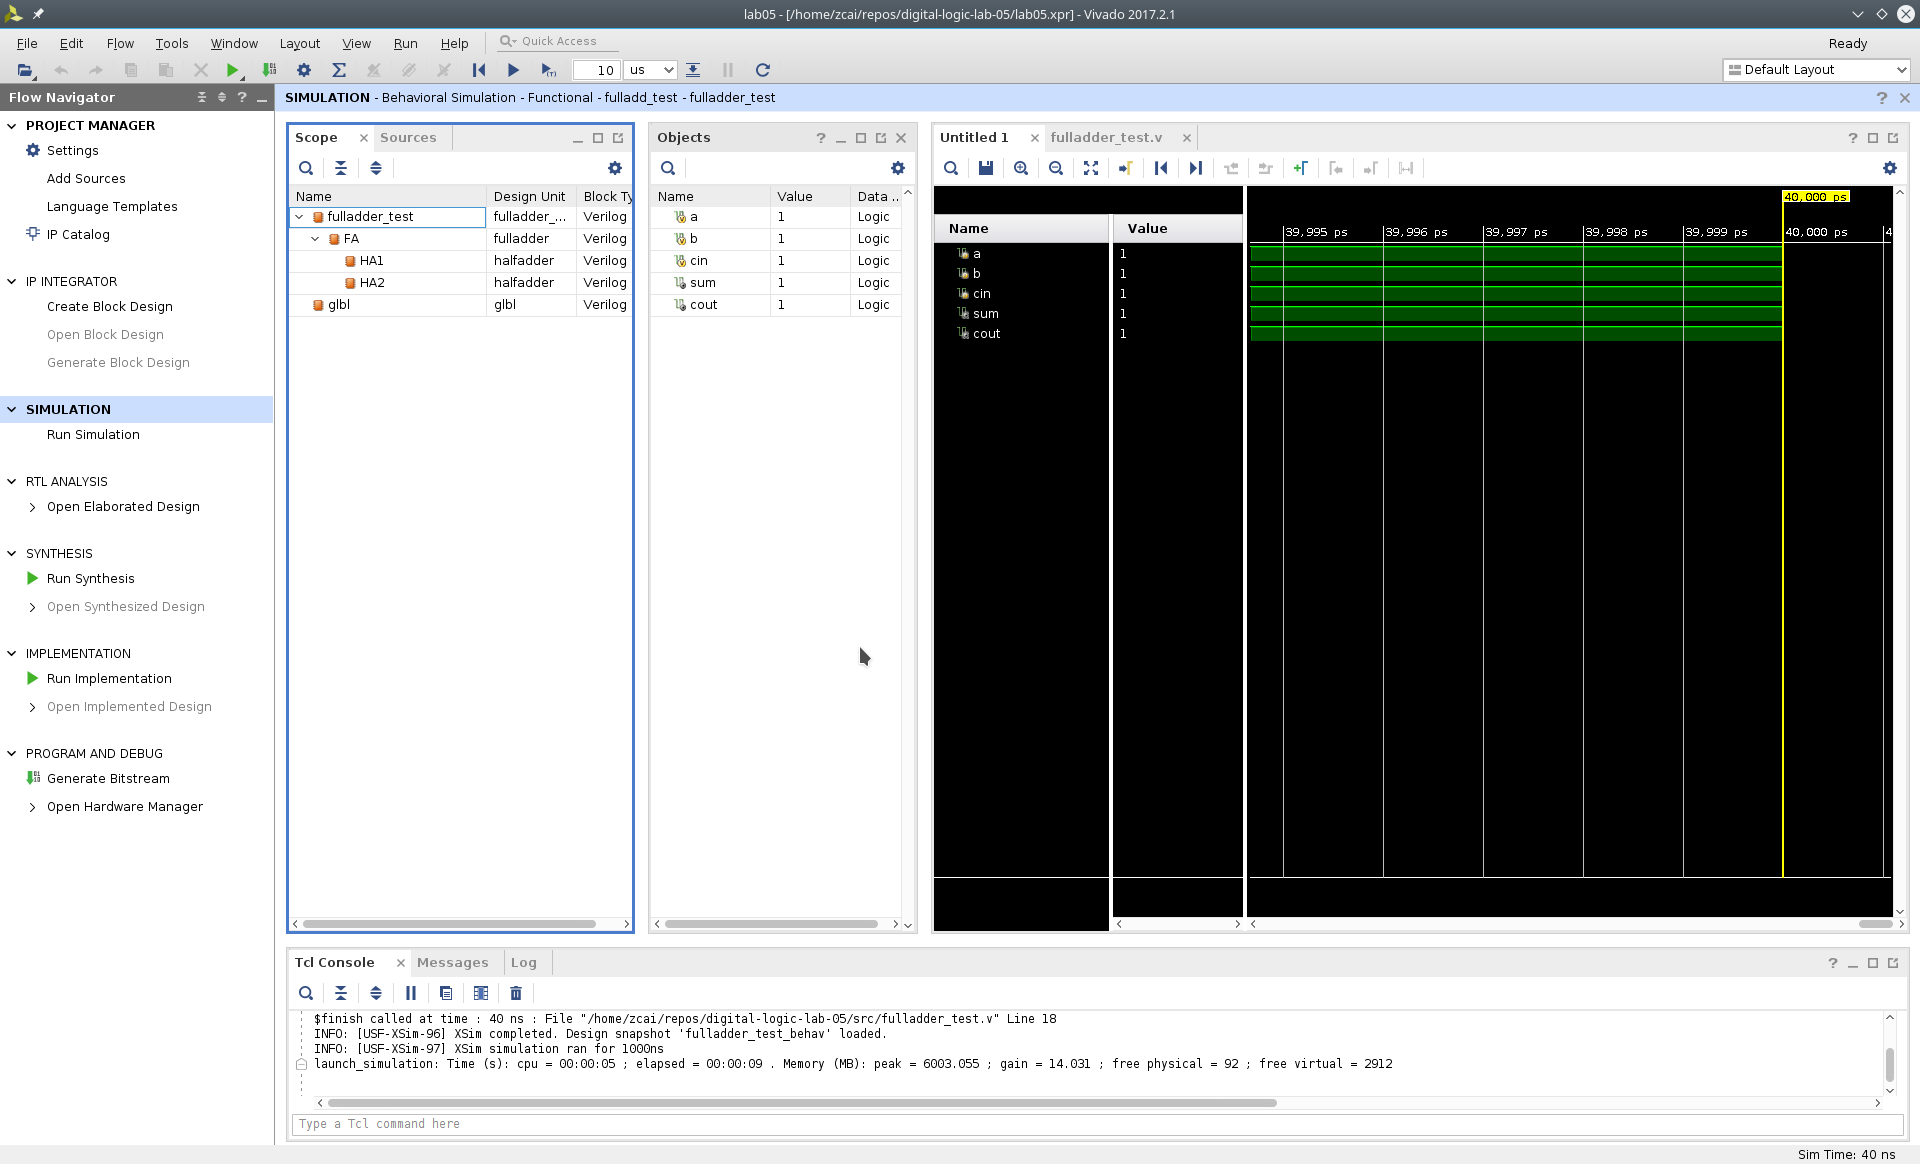 lab05 - [/home/zcai/repos/digital-logic-lab-05/lab05.xpr] - Vivado 2017.2.1
File Edit Flow Tools Window Layout View Run Help Quick Access Ready
10 us Default Layout
Flow Navigator
SIMULATION - Behavioral Simulation - Functional - fulladd_test - fulladder_test
PROJECT MANAGER
Settings
Add Sources
Language Templates
IP Catalog
IP INTEGRATOR
Create Block Design
Open Block Design
Generate Block Design
SIMULATION
Run Simulation
RTL ANALYSIS
Open Elaborated Design
SYNTHESIS
Run Synthesis
Open Synthesized Design
IMPLEMENTATION
Run Implementation
Open Implemented Design
PROGRAM AND DEBUG
Generate Bitstream
Open Hardware Manager
Scope Sources
Name Design Unit Block Ty
fulladder_test fulladder_... Verilog
FA fulladder Verilog
HA1 halfadder Verilog
HA2 halfadder Verilog
glbl glbl Verilog
Objects
Name Value Data ..
a 1 Logic
b 1 Logic
cin 1 Logic
sum 1 Logic
cout 1 Logic
Untitled 1 fulladder_test.v
40,000 ps
Name Value
39,995 ps 39,996 ps 39,997 ps 39,998 ps 39,999 ps 40,000 ps 4
a 1
b 1
cin 1
sum 1
cout 1
Tcl Console Messages Log
$finish called at time : 40 ns : File "/home/zcai/repos/digital-logic-lab-05/src/fulladder_test.v" Line 18
INFO: [USF-XSim-96] XSim completed. Design snapshot 'fulladder_test_behav' loaded.
INFO: [USF-XSim-97] XSim simulation ran for 1000ns
launch_simulation: Time (s): cpu = 00:00:05 ; elapsed = 00:00:09 . Memory (MB): peak = 6003.055 ; gain = 14.031 ; free physical = 92 ; free virtual = 2912
Type a Tcl command here
Sim Time: 40 ns